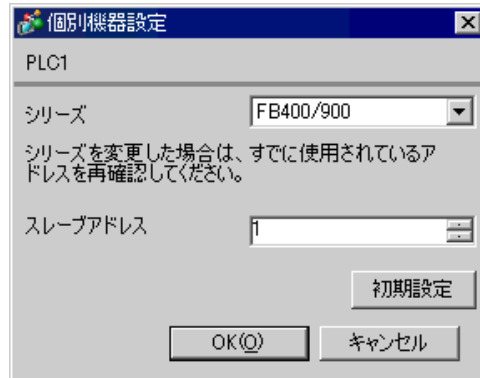 個別機器設定
PLC1
シリーズ FB400/900
シリーズを変更した場合は、すでに使用されているア
ドレスを再確認してください。
スレーブアドレス 1
初期設定
OK(O) キャンセル